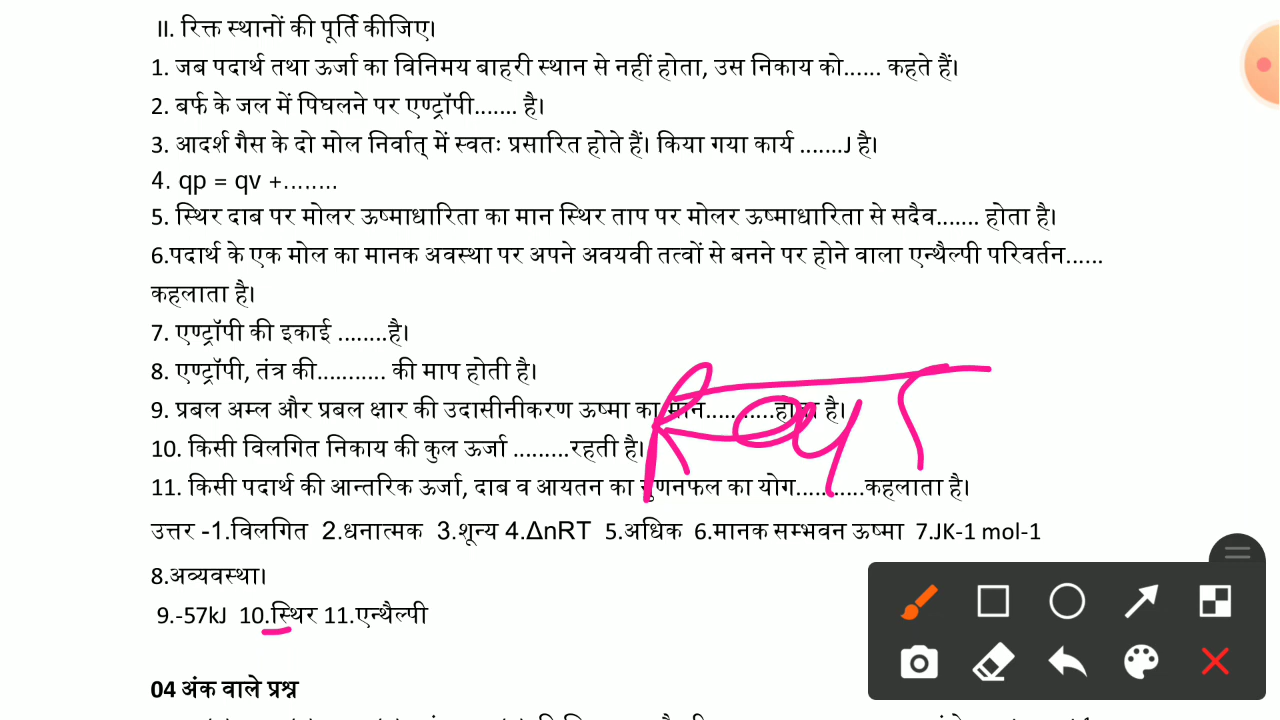 II. रिक्त स्थानों की पूर्ति कीजिए।
1. जब पदार्थ तथा ऊर्जा का विनिमय बाहरी स्थान से नहीं होता, उस निकाय को...... कहते हैं।
2. बर्फ के जल में पिघलने पर एण्ट्रॉपी....... है।
3. आदर्श गैस के दो मोल निर्वात् में स्वतः प्रसारित होते हैं। किया गया कार्य .......J है।
4. qp = qv +........
5. स्थिर दाब पर मोलर ऊष्माधारिता का मान स्थिर ताप पर मोलर ऊष्माधारिता से सदैव....... होता है।
6.पदार्थ के एक मोल का मानक अवस्था पर अपने अवयवी तत्वों से बनने पर होने वाला एन्थैल्पी परिवर्तन......
कहलाता है।
7. एण्ट्रॉपी की इकाई ........है।
8. एण्ट्रॉपी, तंत्र की........... की माप होती है।
9. प्रबल अम्ल और प्रबल क्षार की उदासीनीकरण ऊष्मा का मान...........होता है।
10. किसी विलगित निकाय की कुल ऊर्जा .........रहती है।
11. किसी पदार्थ की आन्तरिक ऊर्जा, दाब व आयतन का गुणनफल का योग...........कहलाता है।
उत्तर -1.विलगित 2.धनात्मक 3.शून्य 4.ΔnRT 5.अधिक 6.मानक सम्भवन ऊष्मा 7.JK-1 mol-1
8.अव्यवस्था।
9.-57kJ 10.स्थिर 11.एन्थैल्पी
04 अंक वाले प्रश्न